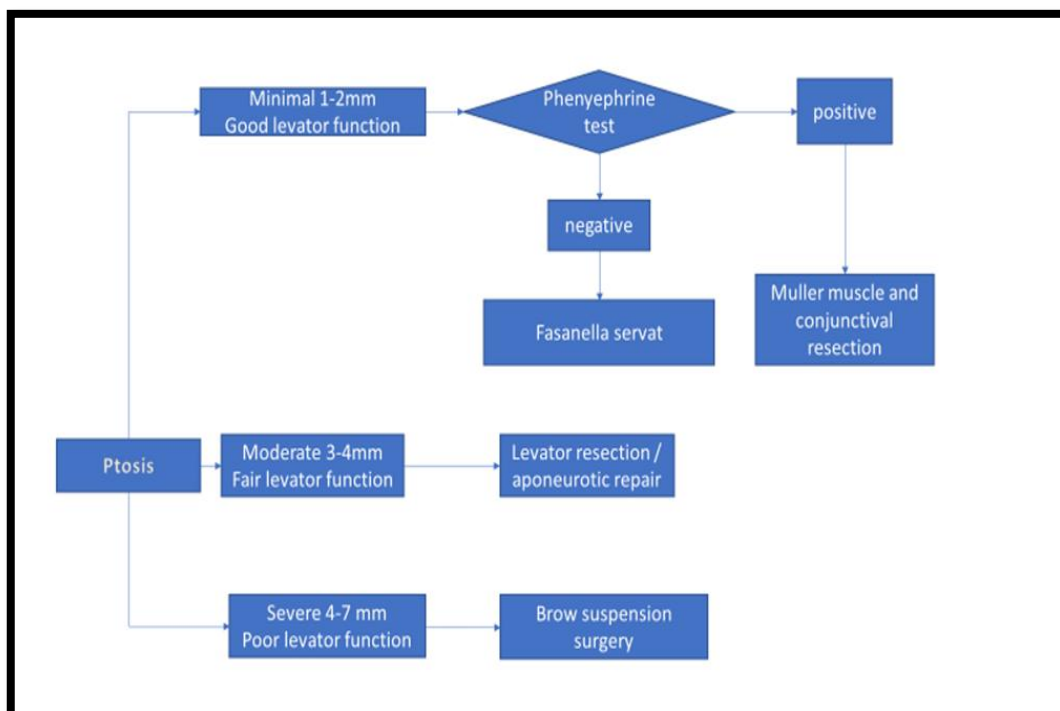 Minimal 1-2mm
Good levator function
Phenyephrine
test
positive
negative
Fasanella servat
Muller muscle and
conjunctival
resection
Ptosis
Moderate 3-4mm
Fair levator function
Levator resection /
aponeurotic repair
Severe 4-7 mm
Poor levator function
Brow suspension
surgery